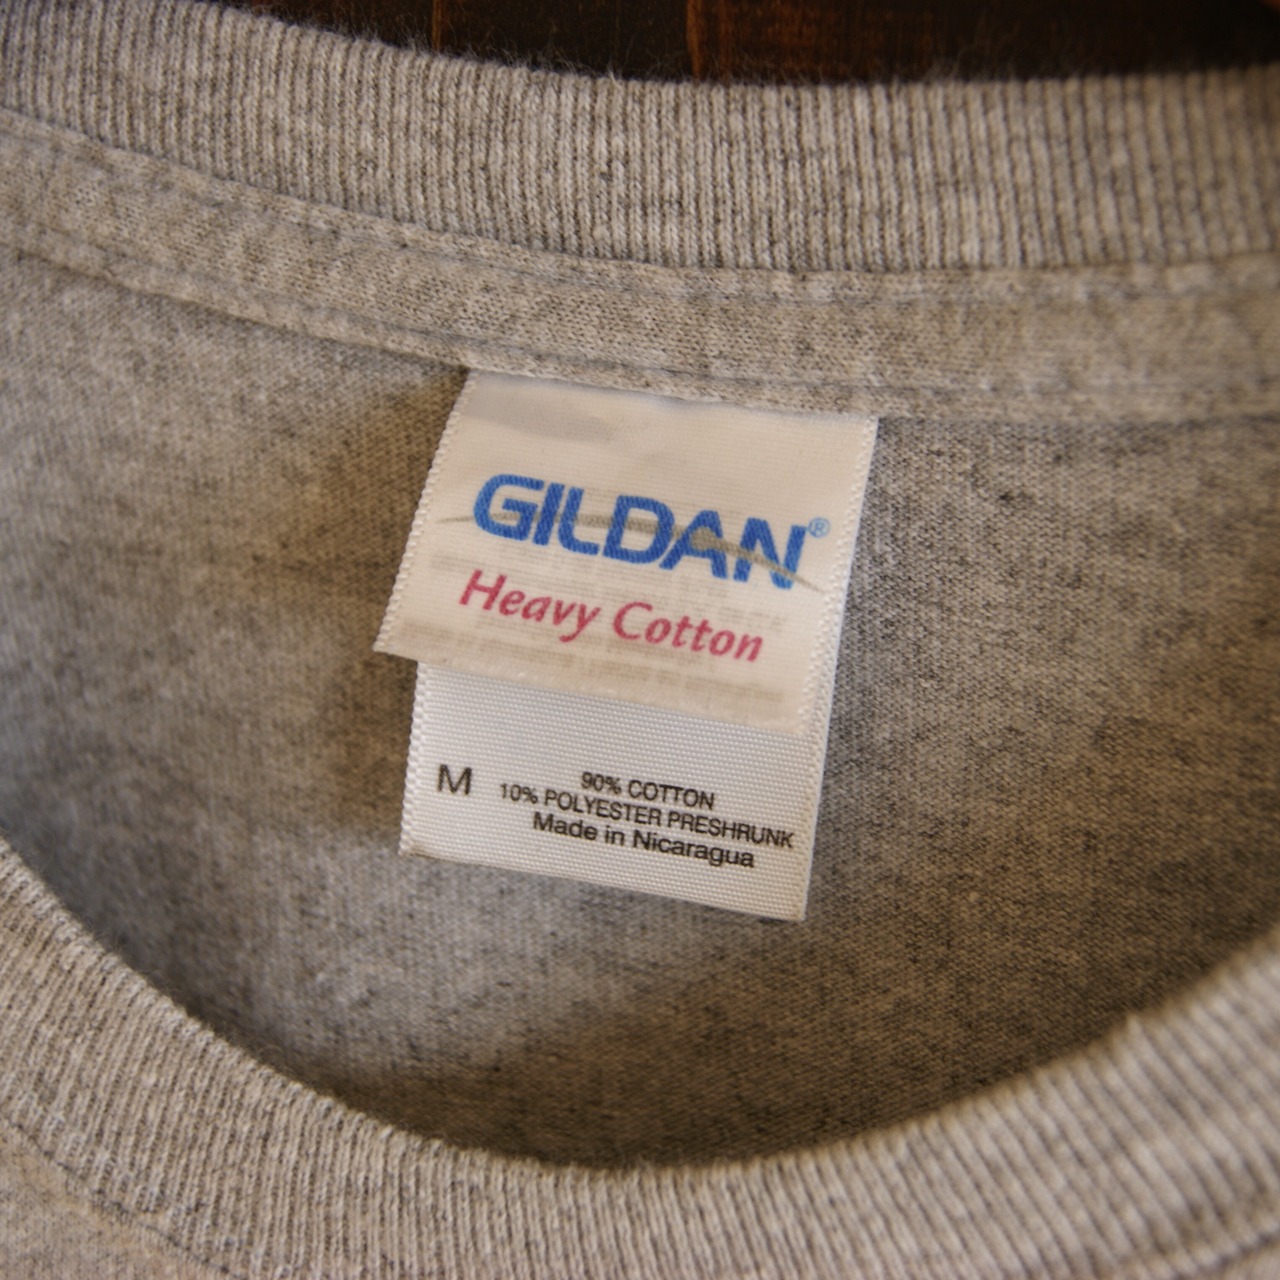 GILDAN®
Heavy Cotton
M
90% COTTON
10% POLYESTER PRESHRUNK
Made in Nicaragua